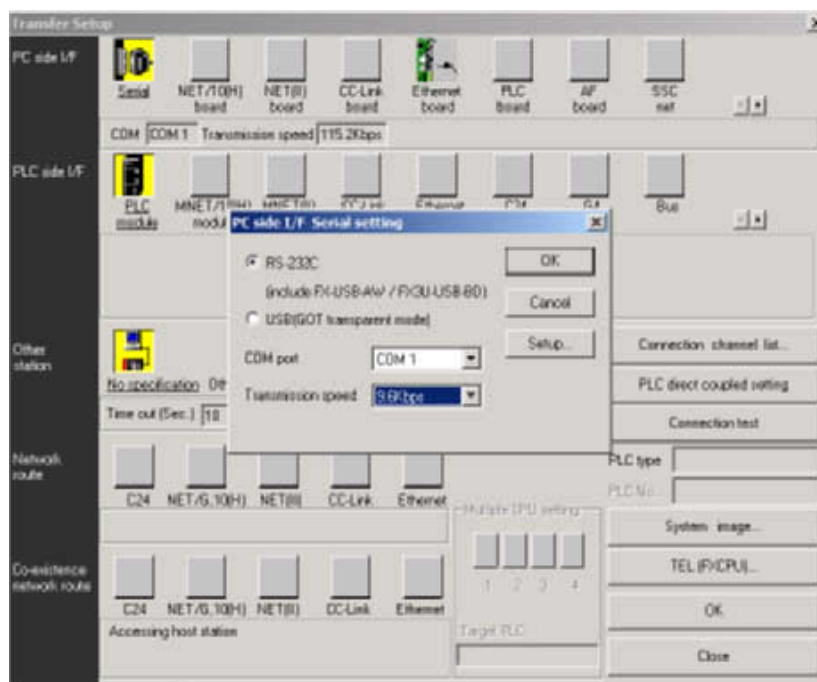 Transfer Setup
PC side I/F
Serial
NET/10(H) board
NET(II) board
CC-Link board
Ethernet board
PLC board
AF board
SSC net
COM COM 1 Transmission speed 115.2Kbps
PLC side I/F
PLC module
Bus
PC side I/F Serial setting
RS-232C
(include FX-USB-AW / FX3U-USB-BD)
USB(GOT transparent mode)
COM port COM 1
Transmission speed 9.6Kbps
OK
Cancel
Setup...
Other station
No specification
Time out (Sec.) 10
Connection channel list...
PLC direct coupled setting
Connection test
PLC type
Network route
C24 NET/G,10(H) NET(II) CC-Link Ethernet
Multiple CPU setting
1 2 3 4
Target PLC
System image...
TEL (FXCPU)...
OK
Close
Co-existence network route
C24 NET/G,10(H) NET(II) CC-Link Ethernet
Accessing host station